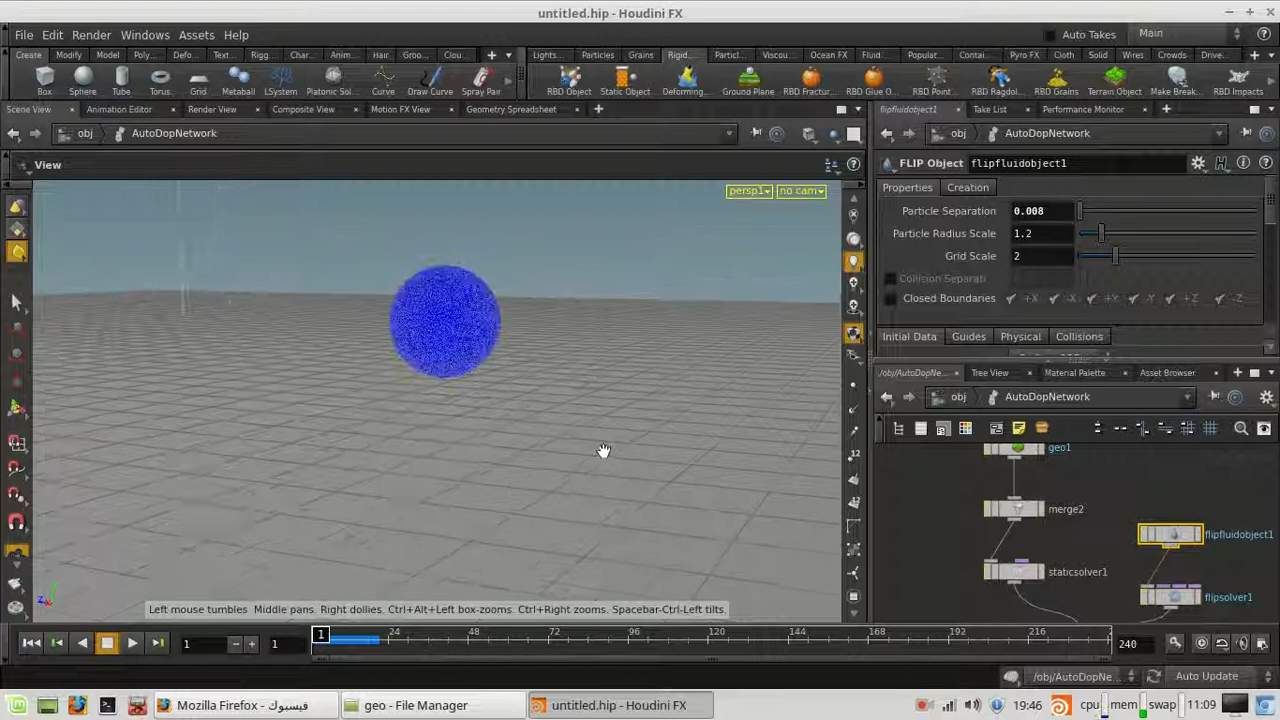 untitled.hip - Houdini FX
File Edit Render Windows Assets Help
Auto Takes Main
Create Modify Model Poly... Defo... Rigg... Char... Anim... Hair Groo... Clou...
Lights... Particles Grains Rigid... Particl... Viscou... Ocean FX Fluid... Populat... Contai... Pyro FX Cloth Solid Wires Crowds Drive...
Box Sphere Tube Torus Grid Metaball LSystem Platonic Sol... Curve Draw Curve Spray Pair
RBD Object Static Object Deforming... Ground Plane RBD Fractur... RBD Glue O... RBD Point... RBD Ragdol... RBD Grains Terrain Object Make Break... RBD Impacts
Scene View Animation Editor Render View Composite View Motion FX View Geometry Spreadsheet
flipfluidobject1 Take List Performance Monitor
obj AutoDopNetwork
obj AutoDopNetwork
View
persp1 no cam
FLIP Object flipfluidobject1
Properties Creation
Particle Separation 0.008
Particle Radius Scale 1.2
Grid Scale 2
Collision Separati
Closed Boundaries +X -X +Y -Y +Z -Z
Initial Data Guides Physical Collisions
/obj/AutoDopNe... Tree View Material Palette Asset Browser
obj AutoDopNetwork
geo1
merge2
flipfluidobject1
staticsolver1
flipsolver1
Left mouse tumbles. Middle pans. Right dollies. Ctrl+Alt+Left box-zooms. Ctrl+Right zooms. Spacebar-Ctrl-Left tilts.
1 1 1 24 48 72 96 120 144 168 192 216 2 240
/obj/AutoDopNe... Auto Update
Mozilla Firefox - فيسبوك geo - File Manager untitled.hip - Houdini FX 19:46 cpu mem swap 11:09